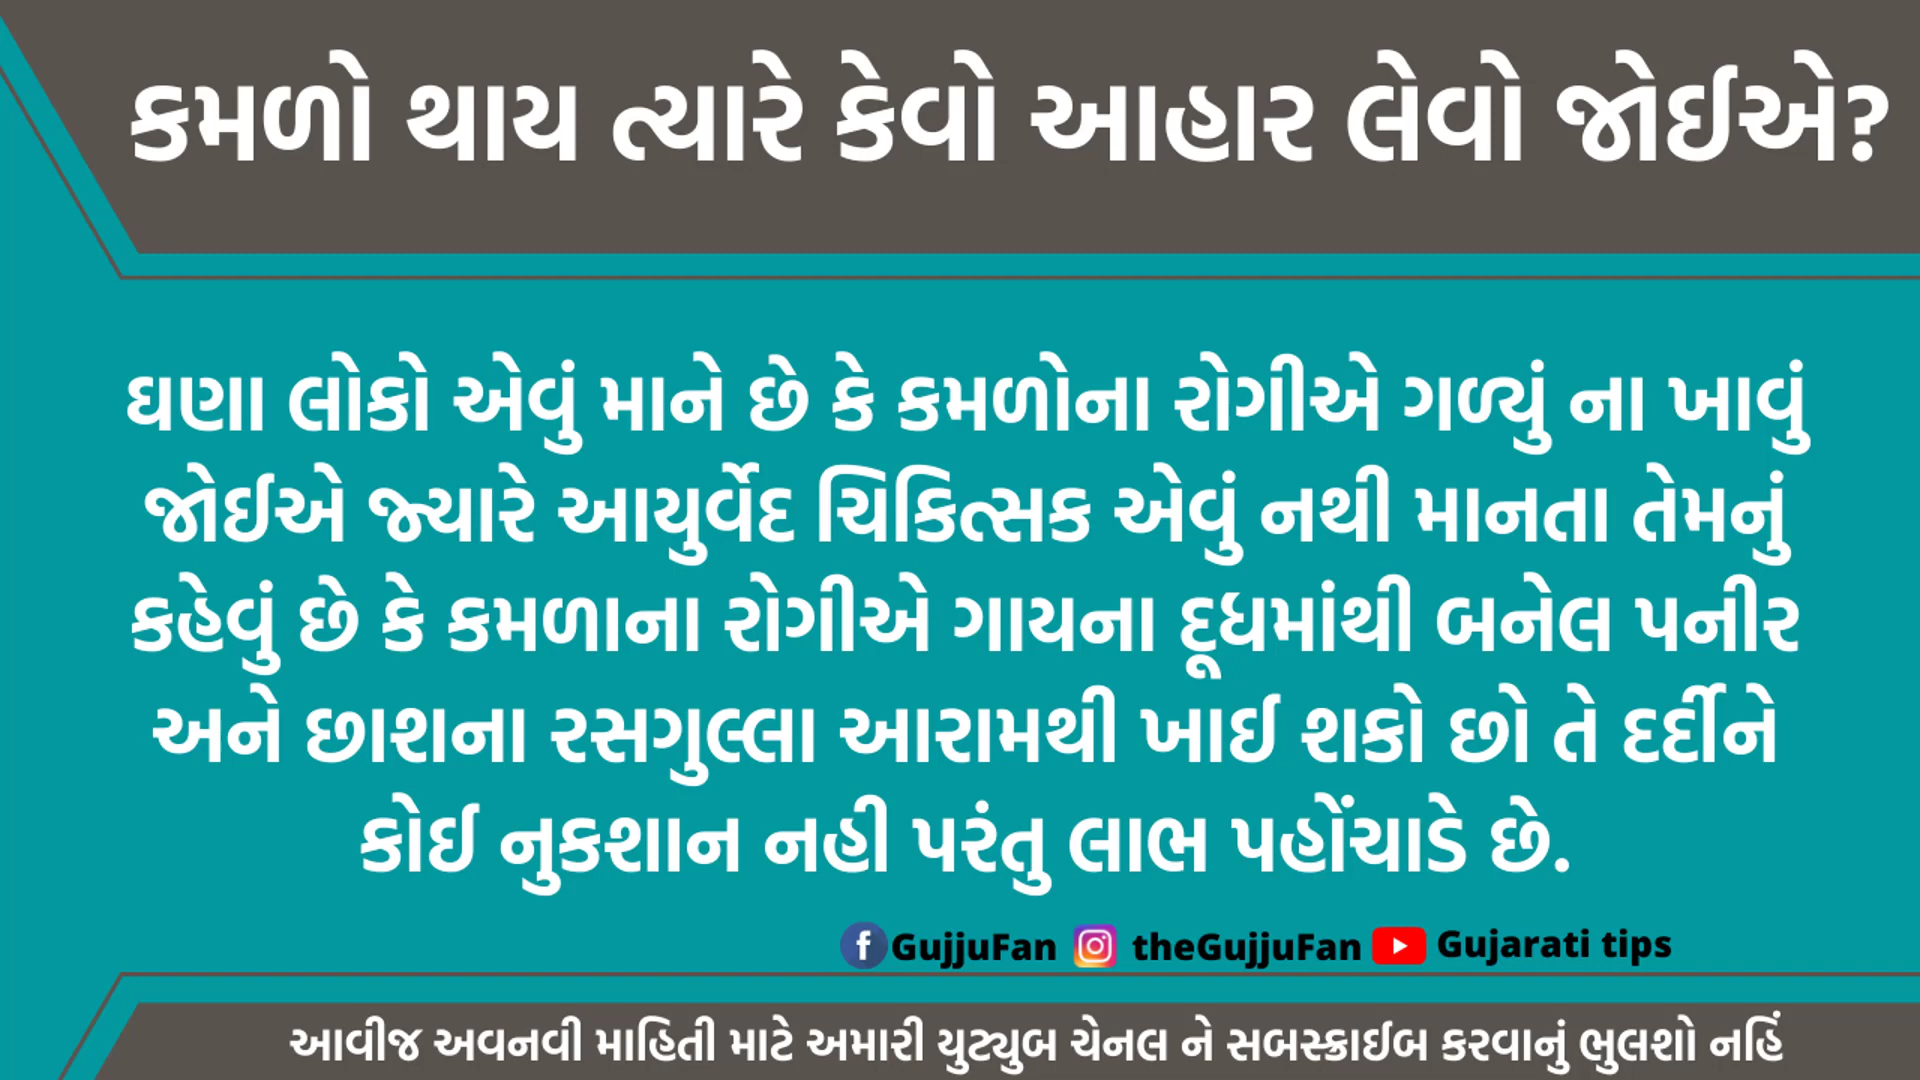 કમળો થાય ત્યારે કેવો આહાર લેવો જોઈએ?
ઘણા લોકો એવું માને છે કે કમળોના રોગીએ ગળ્યું ના ખાવું
જોઈએ જ્યારે આયુર્વેદ ચિકિત્સક એવું નથી માનતા તેમનું
કહેવું છે કે કમળાના રોગીએ ગાયના દૂધમાંથી બનેલ પનીર
અને છાશના રસગુલ્લા આરામથી ખાઈ શકો છો તે દર્દીને
કોઈ નુકશાન નહી પરંતુ લાભ પહોંચાડે છે.
GujjuFan theGujjuFan Gujarati tips
આવીજ અવનવી માહિતી માટે અમારી યુટ્યુબ ચેનલ ને સબસ્ક્રાઈબ કરવાનું ભુલશો નહિં